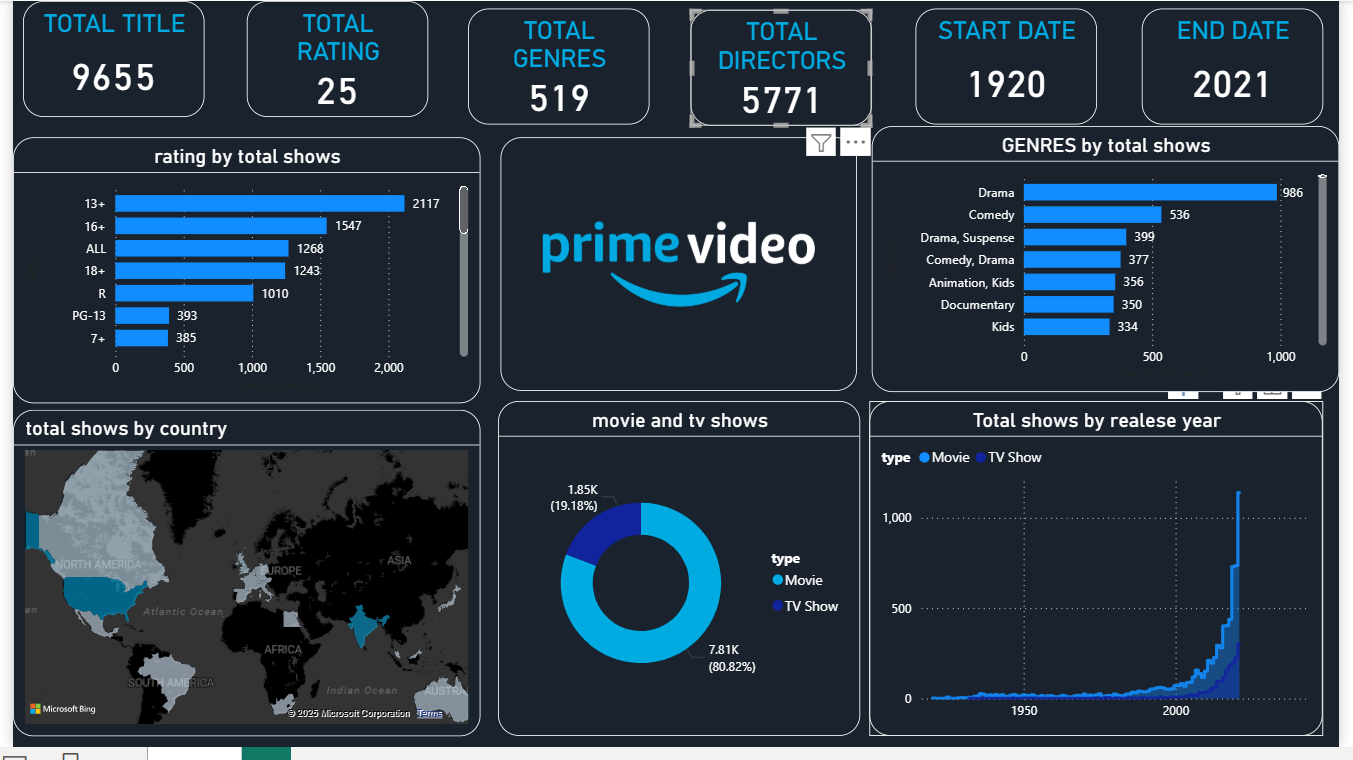 TOTAL TITLE
9655
TOTAL
RATING
25
TOTAL
GENRES
519
TOTAL
DIRECTORS
5771
START DATE
1920
END DATE
2021
rating by total shows
13+ 2117
16+ 1547
ALL 1268
18+ 1243
R 1010
PG-13 393
7+ 385
0 500 1,000 1,500 2,000
prime video
GENRES by total shows
Drama 986
Comedy 536
Drama, Suspense 399
Comedy, Drama 377
Animation, Kids 356
Documentary 350
Kids 334
0 500 1,000
total shows by country
NORTH AMERICA
EUROPE
ASIA
Atlantic Ocean
AFRICA
SOUTH AMERICA
Indian Ocean
AUSTRA
Microsoft Bing
© 2025 Microsoft Corporation Terms
movie and tv shows
1.85K
(19.18%)
type
Movie
TV Show
7.81K
(80.82%)
Total shows by realese year
type Movie TV Show
1,000
500
0
1950 2000